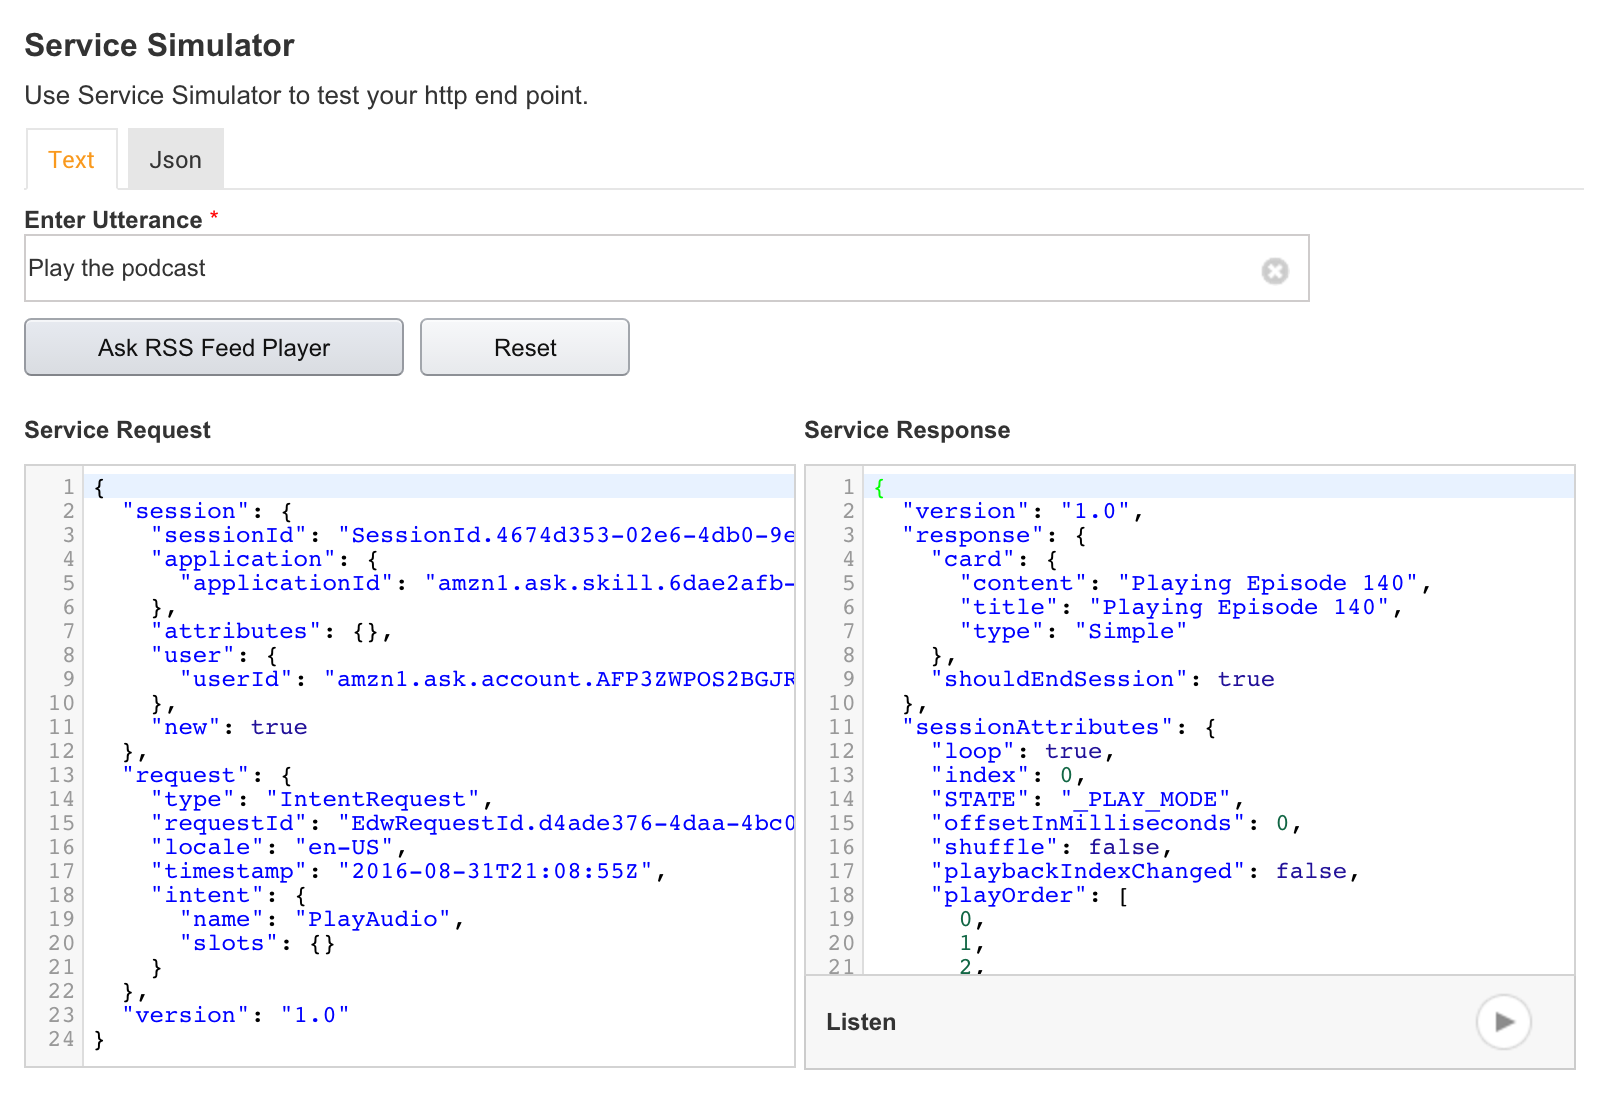 Service Simulator
Use Service Simulator to test your http end point.
Text
Json
Enter Utterance *
Play the podcast
Ask RSS Feed Player
Reset
Service Request
1 {
2 "session": {
3 "sessionId": "SessionId.4674d353-02e6-4db0-9e
4 "application": {
5 "applicationId": "amzn1.ask.skill.6dae2afb-
6 },
7 "attributes": {},
8 "user": {
9 "userId": "amzn1.ask.account.AFP3ZWPOS2BGJR
10 },
11 "new": true
12 },
13 "request": {
14 "type": "IntentRequest",
15 "requestId": "EdwRequestId.d4ade376-4daa-4bc0
16 "locale": "en-US",
17 "timestamp": "2016-08-31T21:08:55Z",
18 "intent": {
19 "name": "PlayAudio",
20 "slots": {}
21 }
22 },
23 "version": "1.0"
24 }
Service Response
1 {
2 "version": "1.0",
3 "response": {
4 "card": {
5 "content": "Playing Episode 140",
6 "title": "Playing Episode 140",
7 "type": "Simple"
8 },
9 "shouldEndSession": true
10 },
11 "sessionAttributes": {
12 "loop": true,
13 "index": 0,
14 "STATE": "_PLAY_MODE",
15 "offsetInMilliseconds": 0,
16 "shuffle": false,
17 "playbackIndexChanged": false,
18 "playOrder": [
19 0,
20 1,
21 2,
Listen